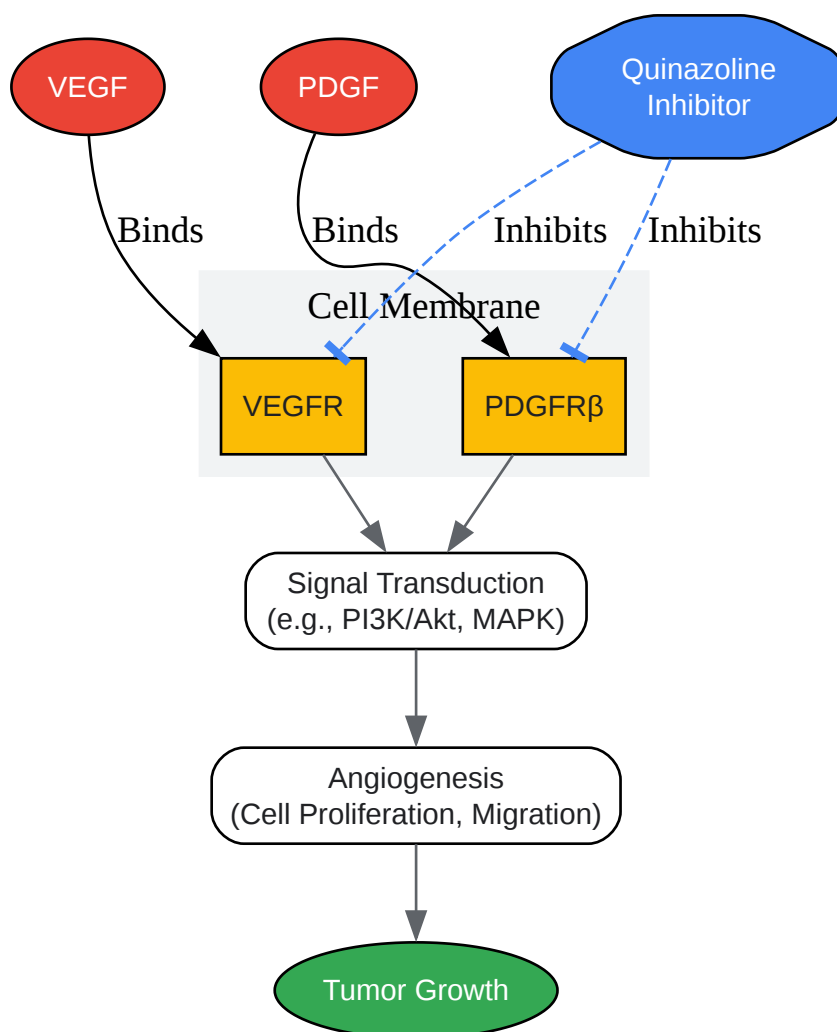 VEGF
PDGF
Quinazoline
Inhibitor
Binds
Binds
Inhibits
Inhibits
Cell Membrane
VEGFR
PDGFRβ
Signal Transduction
(e.g., PI3K/Akt, MAPK)
Angiogenesis
(Cell Proliferation, Migration)
Tumor Growth